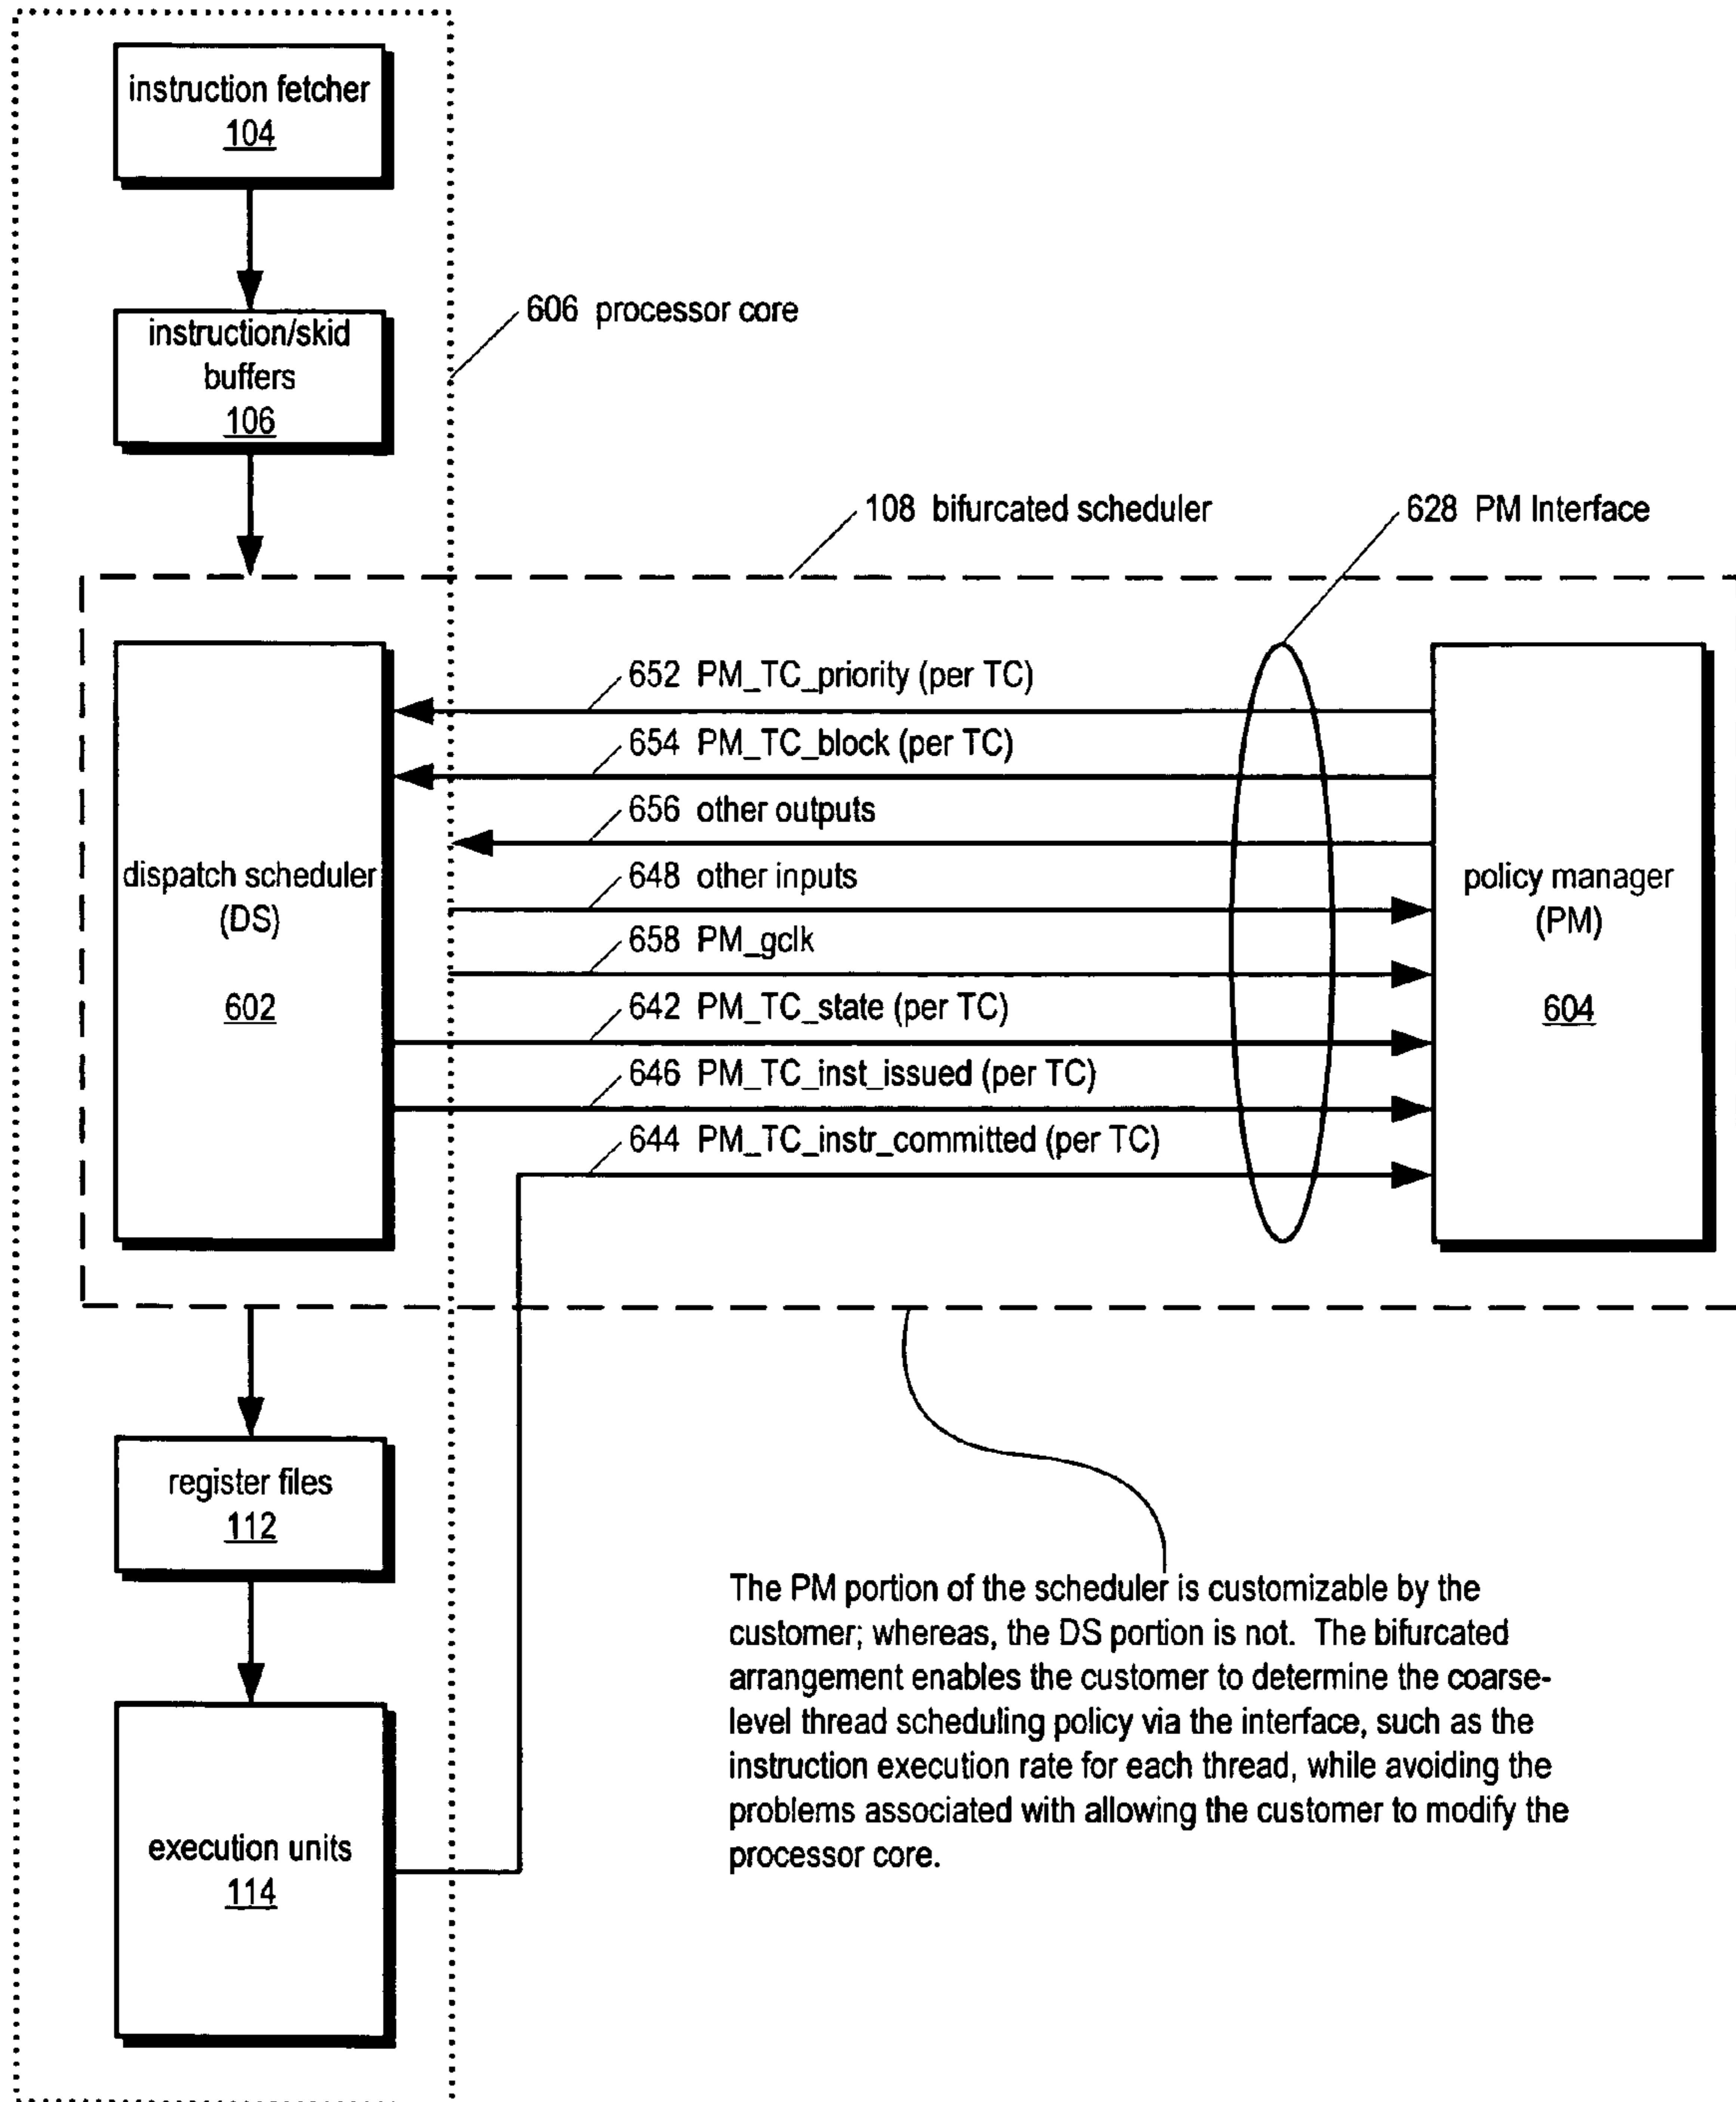 instruction fetcher
104
606 processor core
instruction/skid
buffers
106
108 bifurcated scheduler
628 PM Interface
652 PM_TC_priority (per TC)
654 PM_TC_block (per TC)
656 other outputs
648 other inputs
658 PM_gclk
642 PM_TC_state (per TC)
646 PM_TC_inst_issued (per TC)
644 PM_TC_instr_committed (per TC)
dispatch scheduler
(DS)
602
policy manager
(PM)
604
register files
112
execution units
114
The PM portion of the scheduler is customizable by the
customer; whereas, the DS portion is not. The bifurcated
arrangement enables the customer to determine the coarse-
level thread scheduling policy via the interface, such as the
instruction execution rate for each thread, while avoiding the
problems associated with allowing the customer to modify the
processor core.